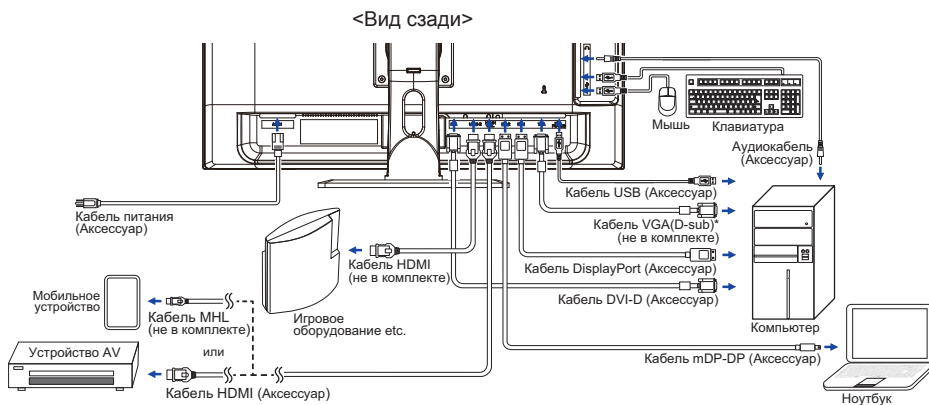 <Вид сзади>
Мышь
Клавиатура
Аудиокабель
(Аксессуар)
Кабель USB (Аксессуар)
Кабель питания
(Аксессуар)
Кабель VGA(D-sub)*
(не в комплекте)
Кабель HDMI
(не в комплекте)
Кабель DisplayPort (Аксессуар)
Мобильное
устройство
Кабель MHL
(не в комплекте)
Игровое
оборудование etc.
Кабель DVI-D (Аксессуар)
Компьютер
Устройство AV
или
Кабель mDP-DP (Аксессуар)
Кабель HDMI (Аксессуар)
Ноутбук